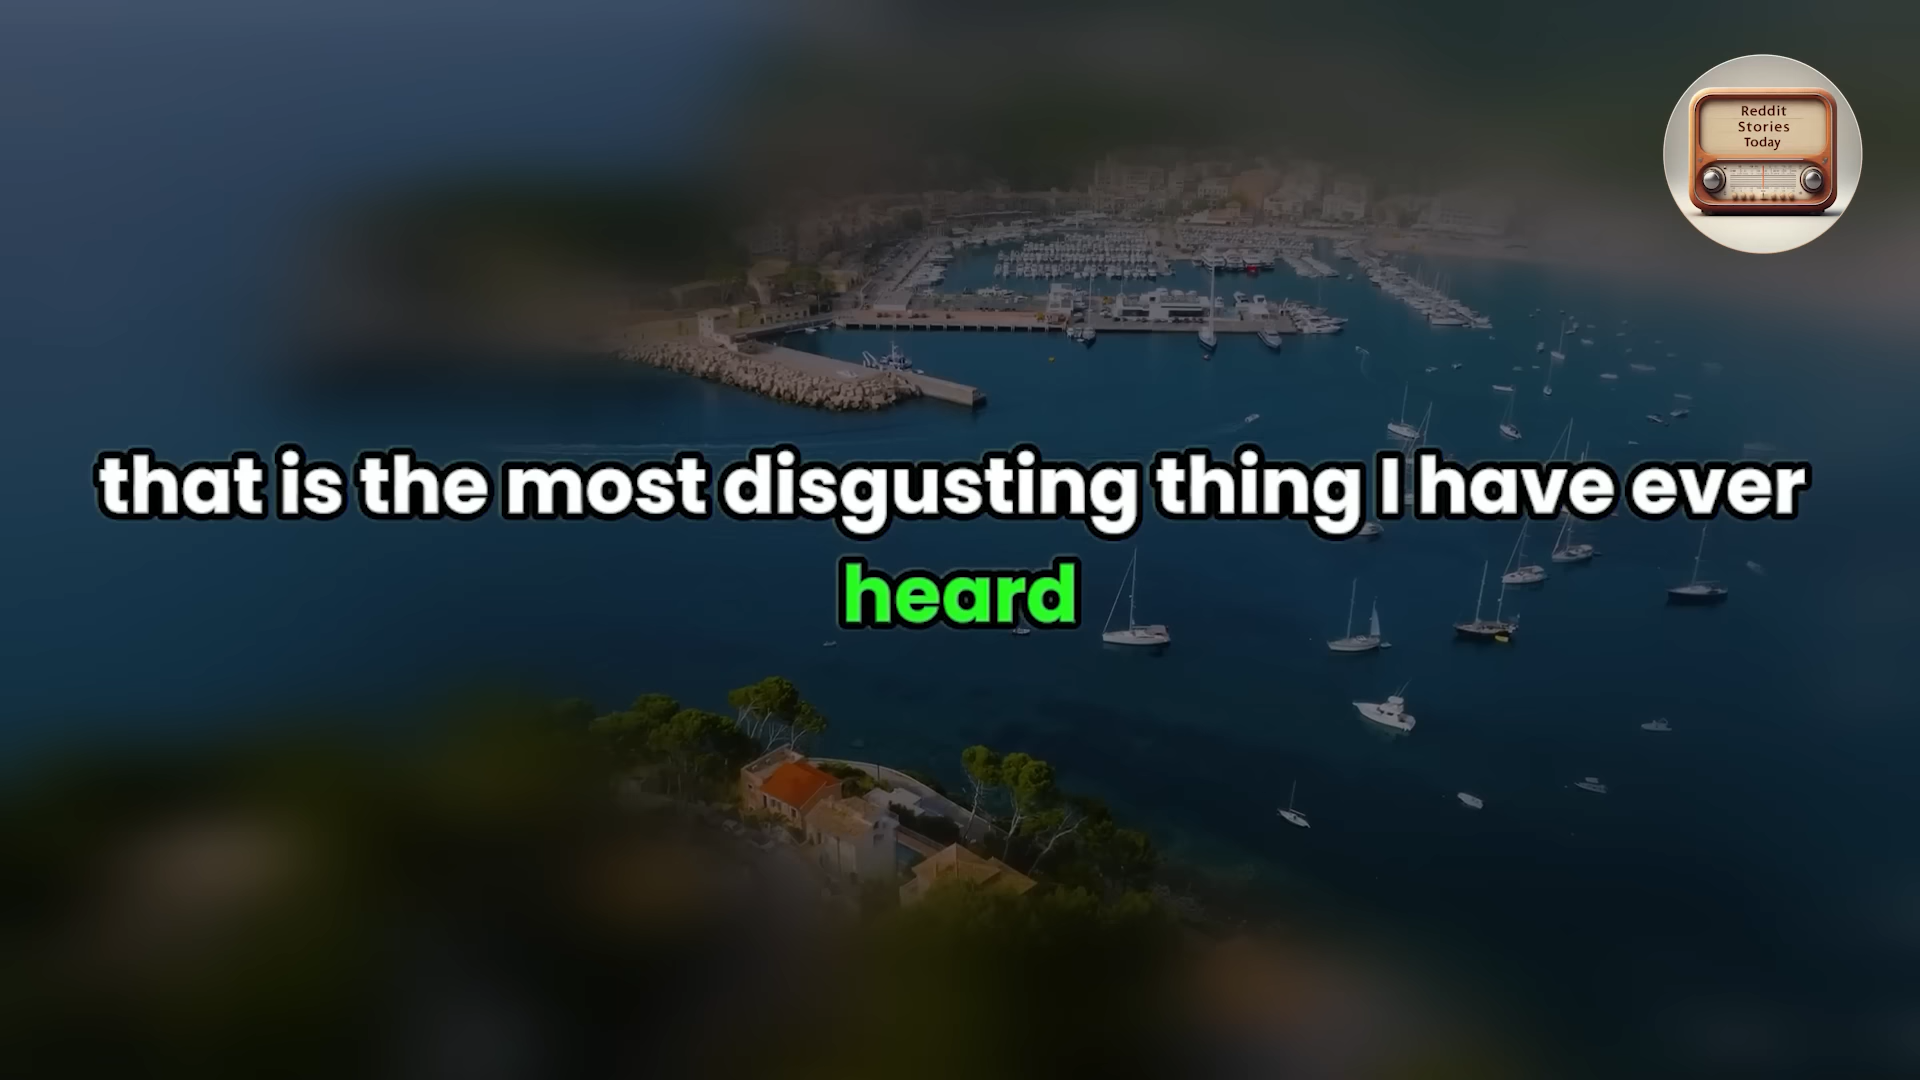 Reddit
Stories
Today
that is the most disgusting thing I have ever
heard